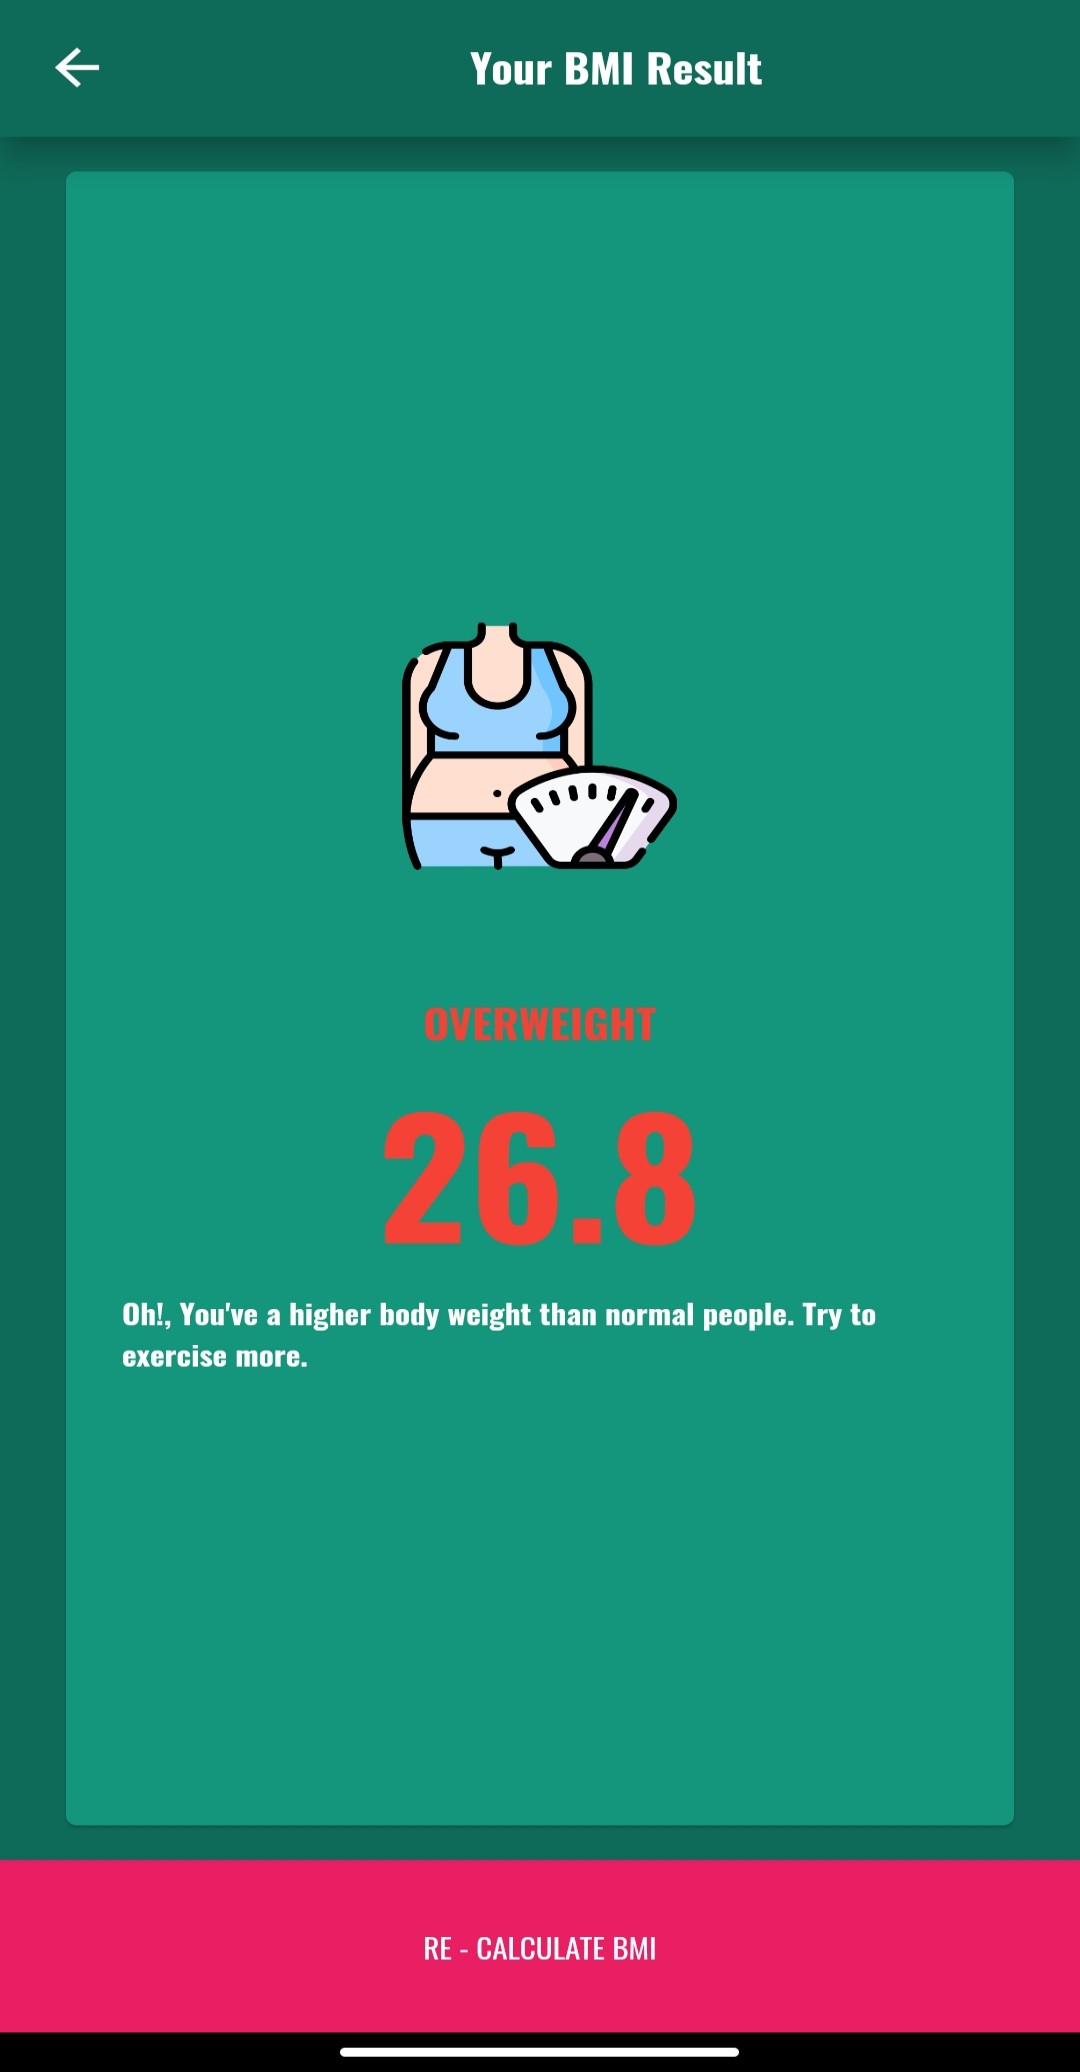 Your BMI Result
OVERWEIGHT
26.8
Oh!, You've a higher body weight than normal people. Try to
exercise more.
RE - CALCULATE BMI